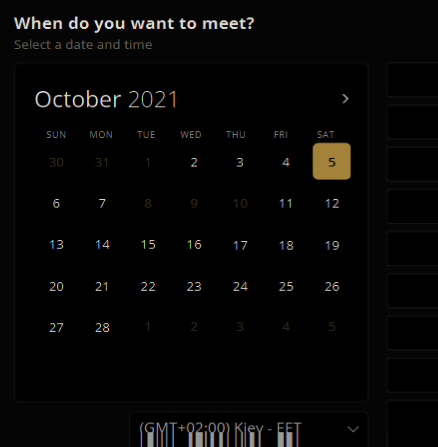 When do you want to meet?
Select a date and time
October 2021
SUN MON TUE WED THU FRI SAT
30 31 1 2 3 4 5
6 7 8 9 10 11 12
13 14 15 16 17 18 19
20 21 22 23 24 25 26
27 28 1 2 3 4 5
(GMT+02:00) Kiev - EET